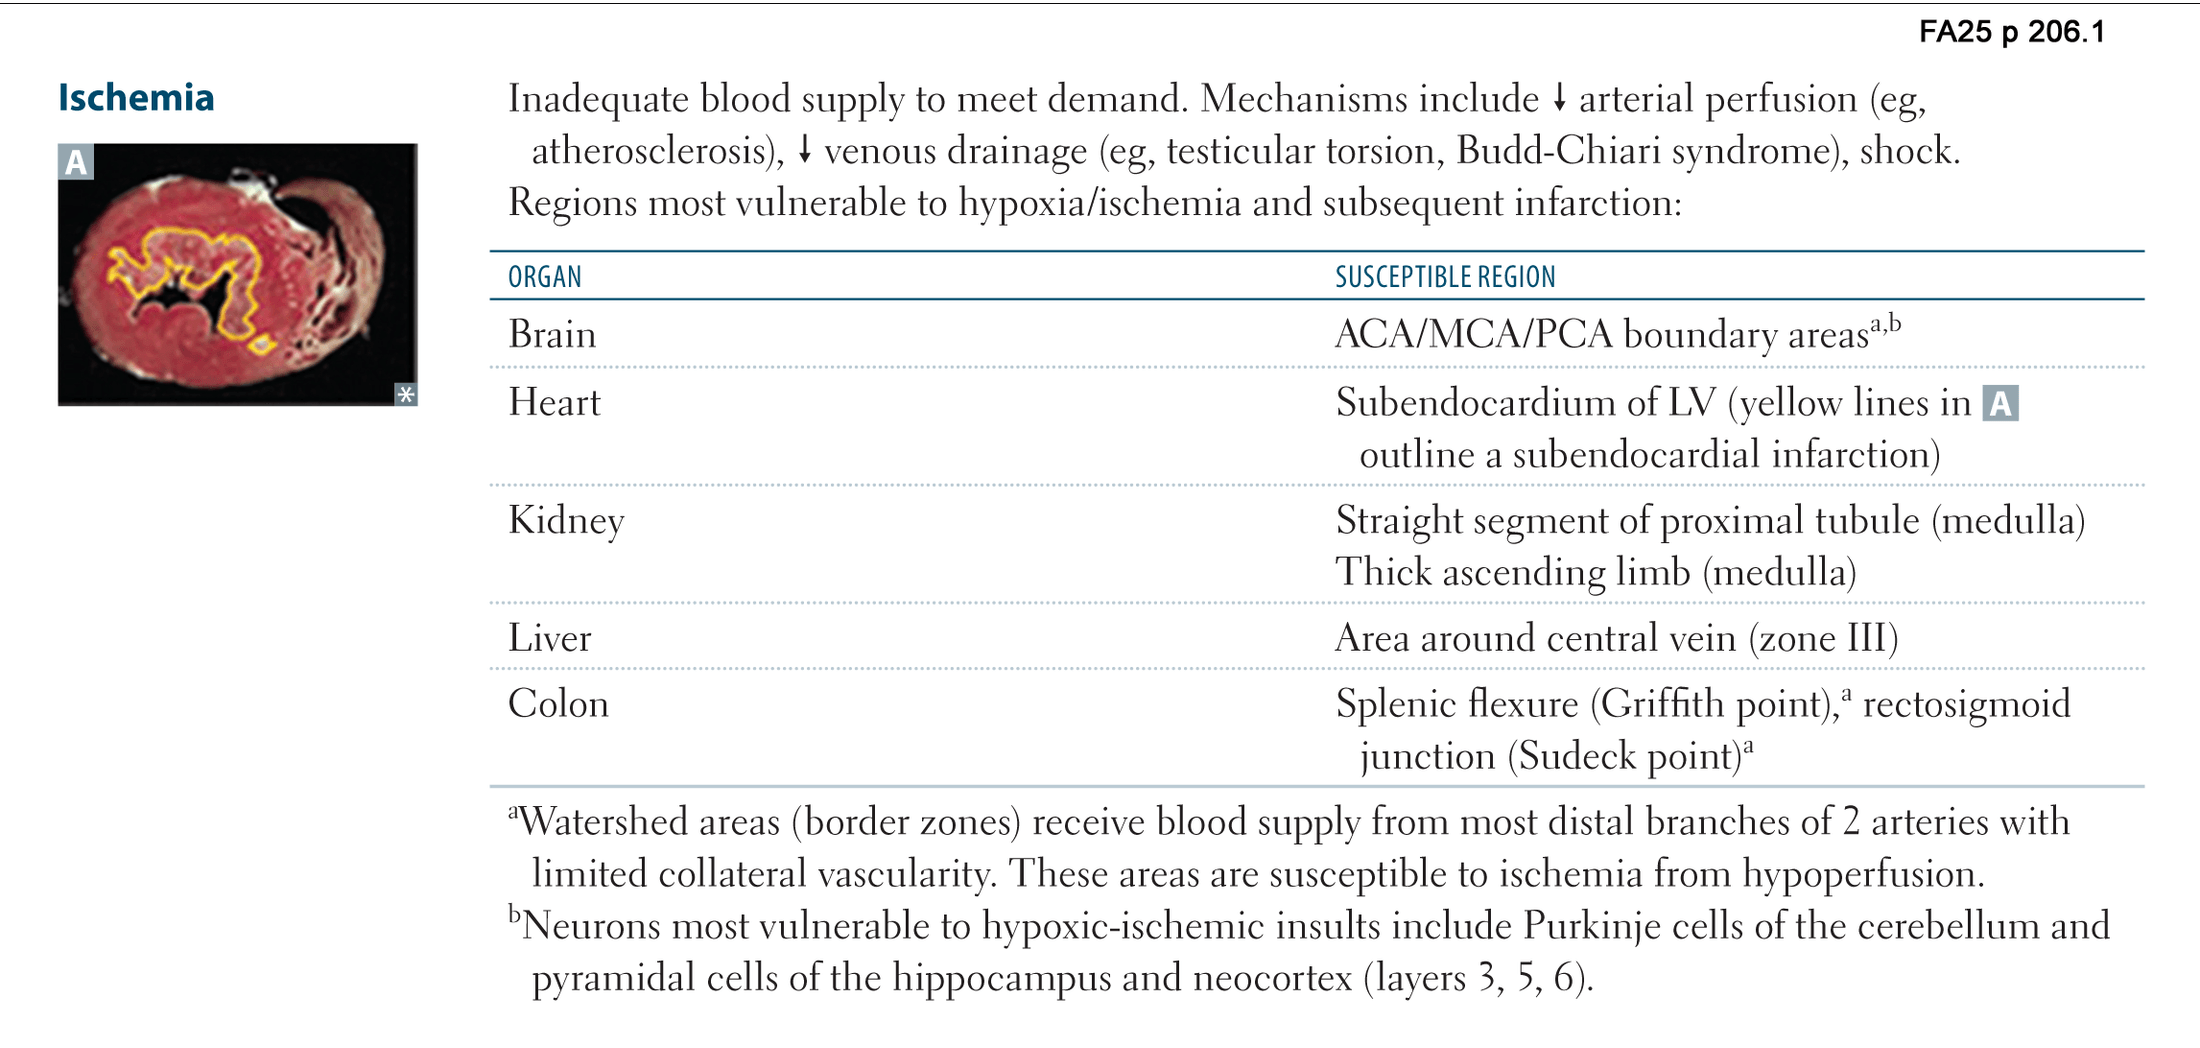 FA25 p 206.1
Ischemia
A
*
Inadequate blood supply to meet demand. Mechanisms include ↓ arterial perfusion (eg,
atherosclerosis), ↓ venous drainage (eg, testicular torsion, Budd-Chiari syndrome), shock.
Regions most vulnerable to hypoxia/ischemia and subsequent infarction:
ORGAN SUSCEPTIBLE REGION
Brain ACA/MCA/PCA boundary areasᵃ,ᵇ
Heart Subendocardium of LV (yellow lines in A
outline a subendocardial infarction)
Kidney Straight segment of proximal tubule (medulla)
Thick ascending limb (medulla)
Liver Area around central vein (zone III)
Colon Splenic flexure (Griffith point),ᵃ rectosigmoid
junction (Sudeck point)ᵃ
ᵃWatershed areas (border zones) receive blood supply from most distal branches of 2 arteries with
limited collateral vascularity. These areas are susceptible to ischemia from hypoperfusion.
ᵇNeurons most vulnerable to hypoxic-ischemic insults include Purkinje cells of the cerebellum and
pyramidal cells of the hippocampus and neocortex (layers 3, 5, 6).